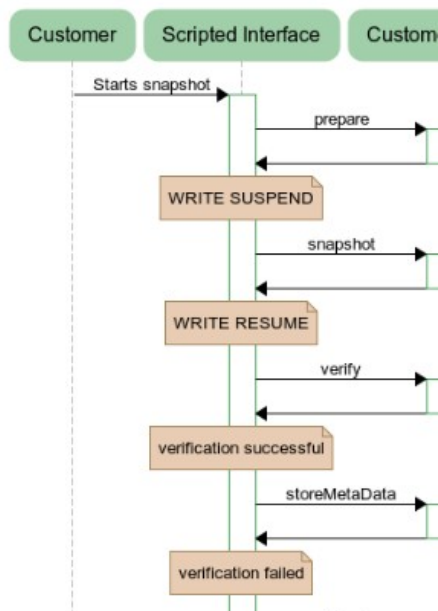 Customer
Scripted Interface
Custome
Starts snapshot
prepare
WRITE SUSPEND
snapshot
WRITE RESUME
verify
verification successful
storeMetaData
verification failed